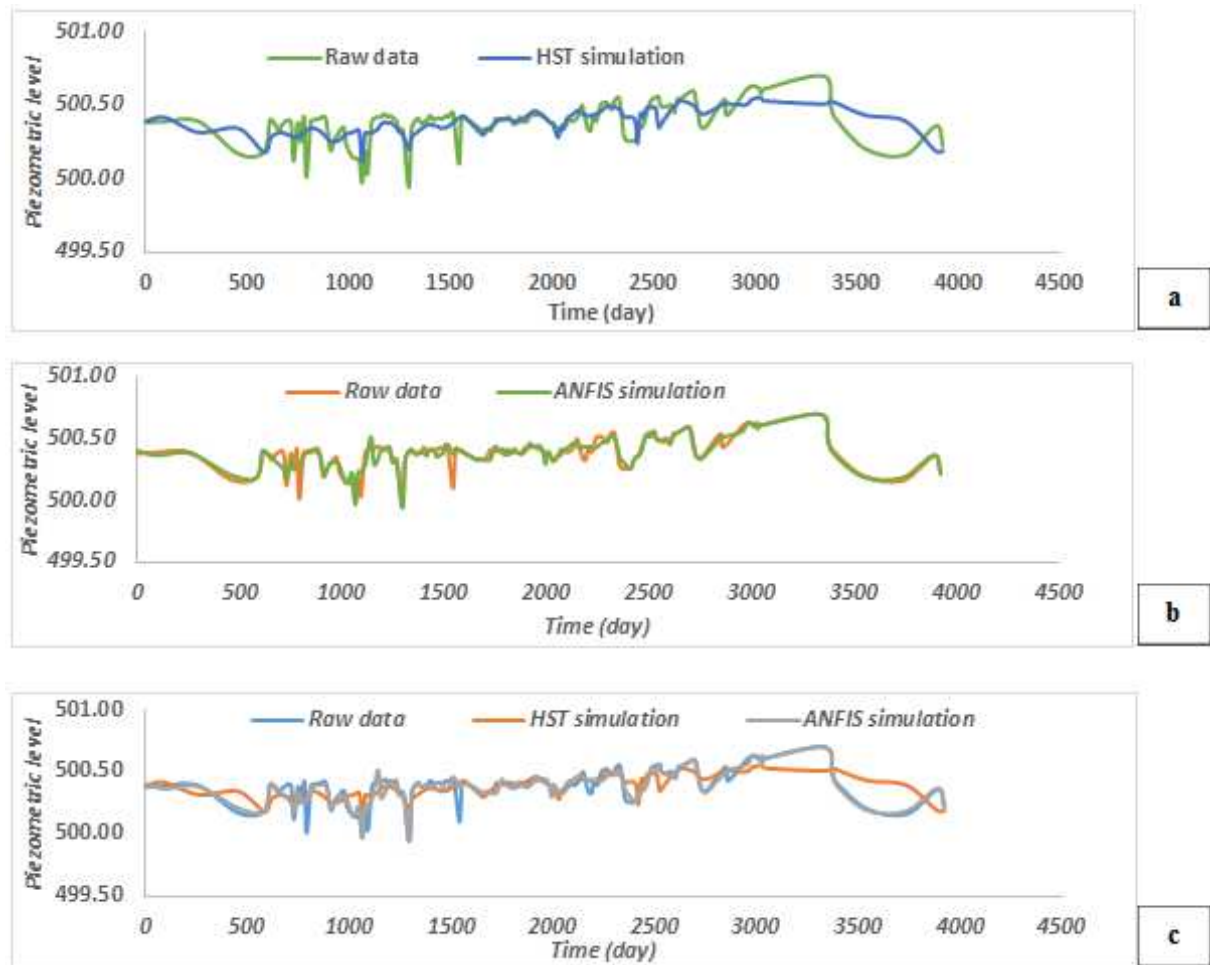 501.00
Raw data HST simulation
500.50
500.00
499.50
Piezometric level
0 500 1000 1500 2000 2500 3000 3500 4000 4500
Time (day)
a
501.00
Raw data ANFIS simulation
500.50
500.00
499.50
Piezometric level
0 500 1000 1500 2000 2500 3000 3500 4000 4500
Time (day)
b
501.00
Raw data HST simulation ANFIS simulation
500.50
500.00
499.50
Piezometric level
0 500 1000 1500 2000 2500 3000 3500 4000 4500
Time (day)
c